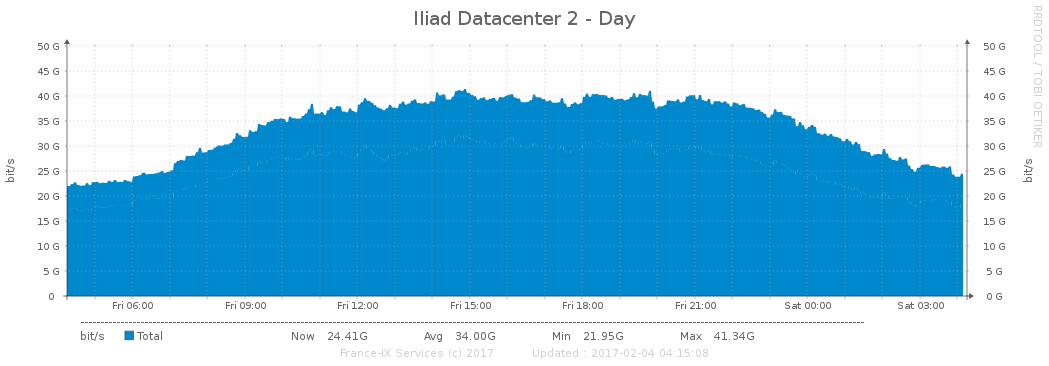 Iliad Datacenter 2 - Day
RRDTOOL / TOBI OETIKER
50 G 50 G
45 G 45 G
40 G 40 G
35 G 35 G
30 G 30 G
25 G 25 G
20 G 20 G
15 G 15 G
10 G 10 G
5 G 5 G
0 0 G
bit/s bit/s
Fri 06:00 Fri 09:00 Fri 12:00 Fri 15:00 Fri 18:00 Fri 21:00 Sat 00:00 Sat 03:00
bit/s Total Now 24.41G Avg 34.00G Min 21.95G Max 41.34G
France-IX Services (c) 2017 Updated : 2017-02-04 04:15:08